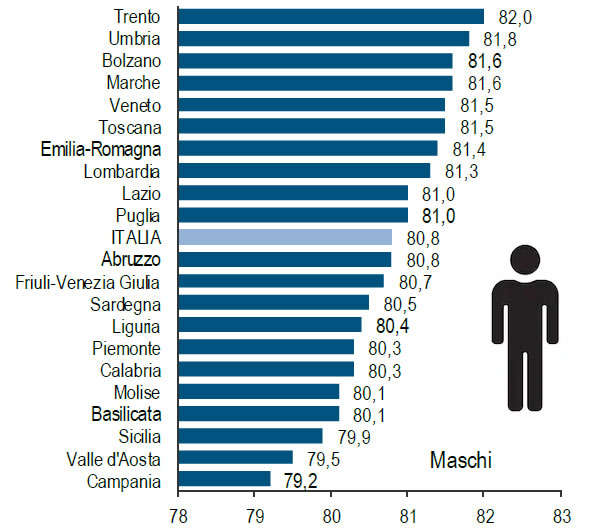 Trento 82,0
Umbria 81,8
Bolzano 81,6
Marche 81,6
Veneto 81,5
Toscana 81,5
Emilia-Romagna 81,4
Lombardia 81,3
Lazio 81,0
Puglia 81,0
ITALIA 80,8
Abruzzo 80,8
Friuli-Venezia Giulia 80,7
Sardegna 80,5
Liguria 80,4
Piemonte 80,3
Calabria 80,3
Molise 80,1
Basilicata 80,1
Sicilia 79,9
Valle d'Aosta 79,5 Maschi
Campania 79,2
78 79 80 81 82 83